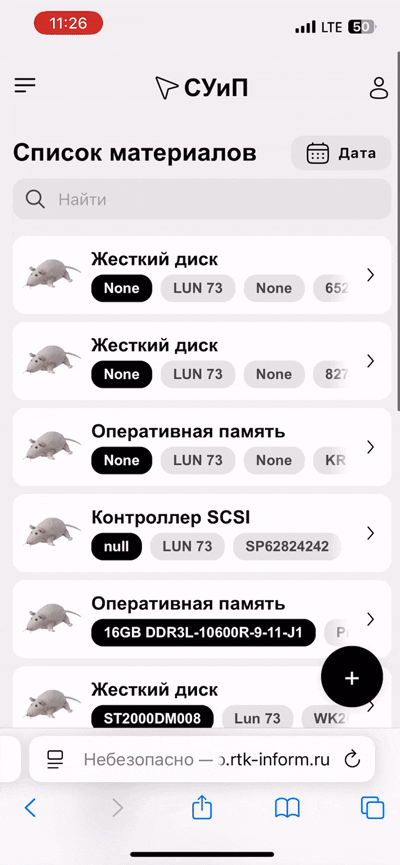 11:26 LTE 50
СУиП
Список материалов Дата
Найти
Жесткий диск
None LUN 73 None 652
Жесткий диск
None LUN 73 None 827
Оперативная память
None LUN 73 None KR
Контроллер SCSI
null LUN 73 SP62824242
Оперативная память
16GB DDR3L-10600R-9-11-J1
+
Жесткий диск
ST2000DM008 Lun 73 WK2
Небезопасно — o.rtk-inform.ru